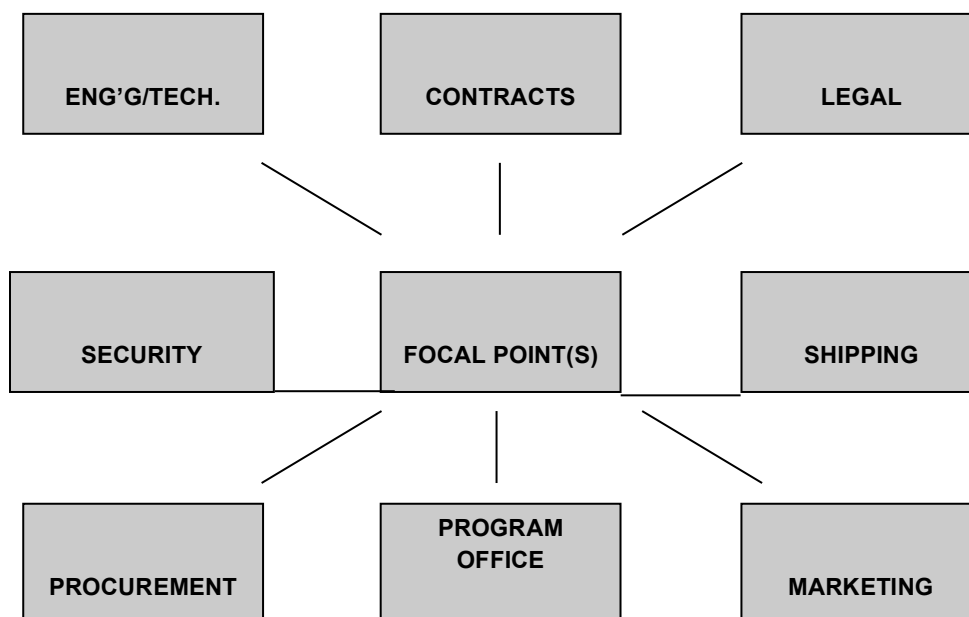 ENG’G/TECH.
CONTRACTS
LEGAL
SECURITY
FOCAL POINT(S)
SHIPPING
PROCUREMENT
PROGRAM
OFFICE
MARKETING